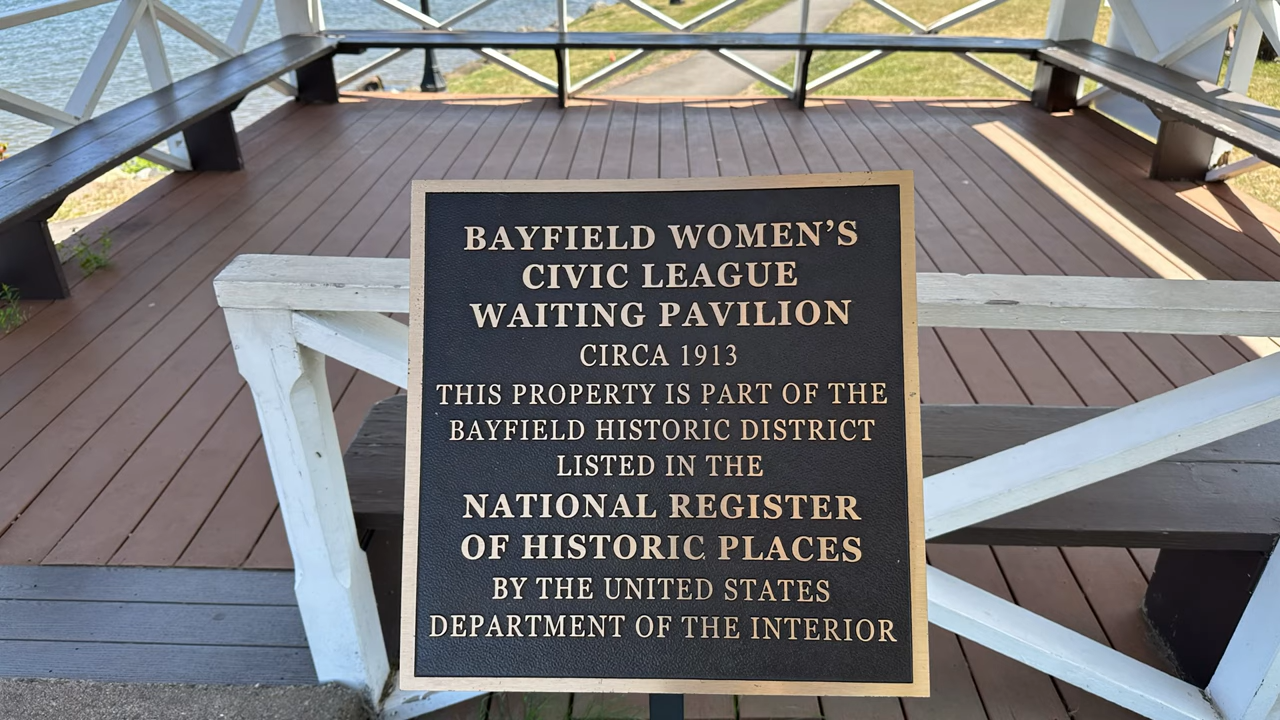 BAYFIELD WOMEN'S
CIVIC LEAGUE
WAITING PAVILION
CIRCA 1913
THIS PROPERTY IS PART OF THE
BAYFIELD HISTORIC DISTRICT
LISTED IN THE
NATIONAL REGISTER
OF HISTORIC PLACES
BY THE UNITED STATES
DEPARTMENT OF THE INTERIOR